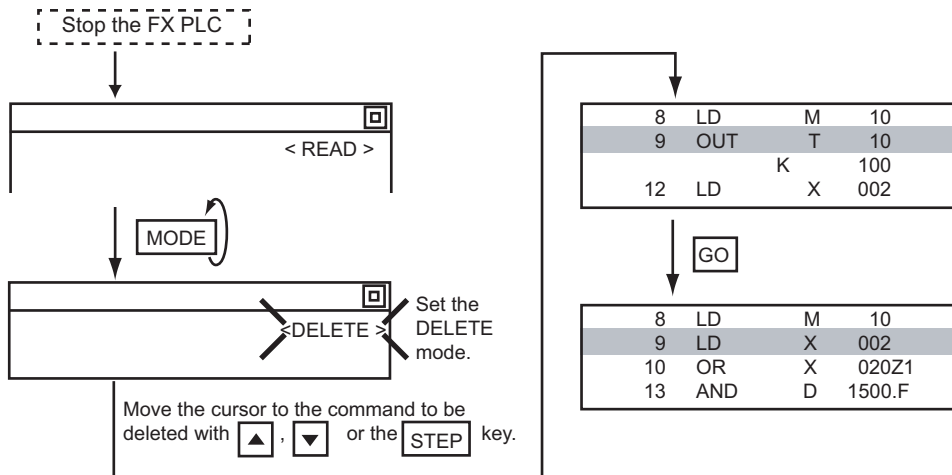 Stop the FX PLC
< READ >
MODE
<DELETE >
Set the
DELETE
mode.
Move the cursor to the command to be
deleted with ▲ , ▼ or the STEP key.
8 LD M 10
9 OUT T 10
K 100
12 LD X 002
GO
8 LD M 10
9 LD X 002
10 OR X 020Z1
13 AND D 1500.F